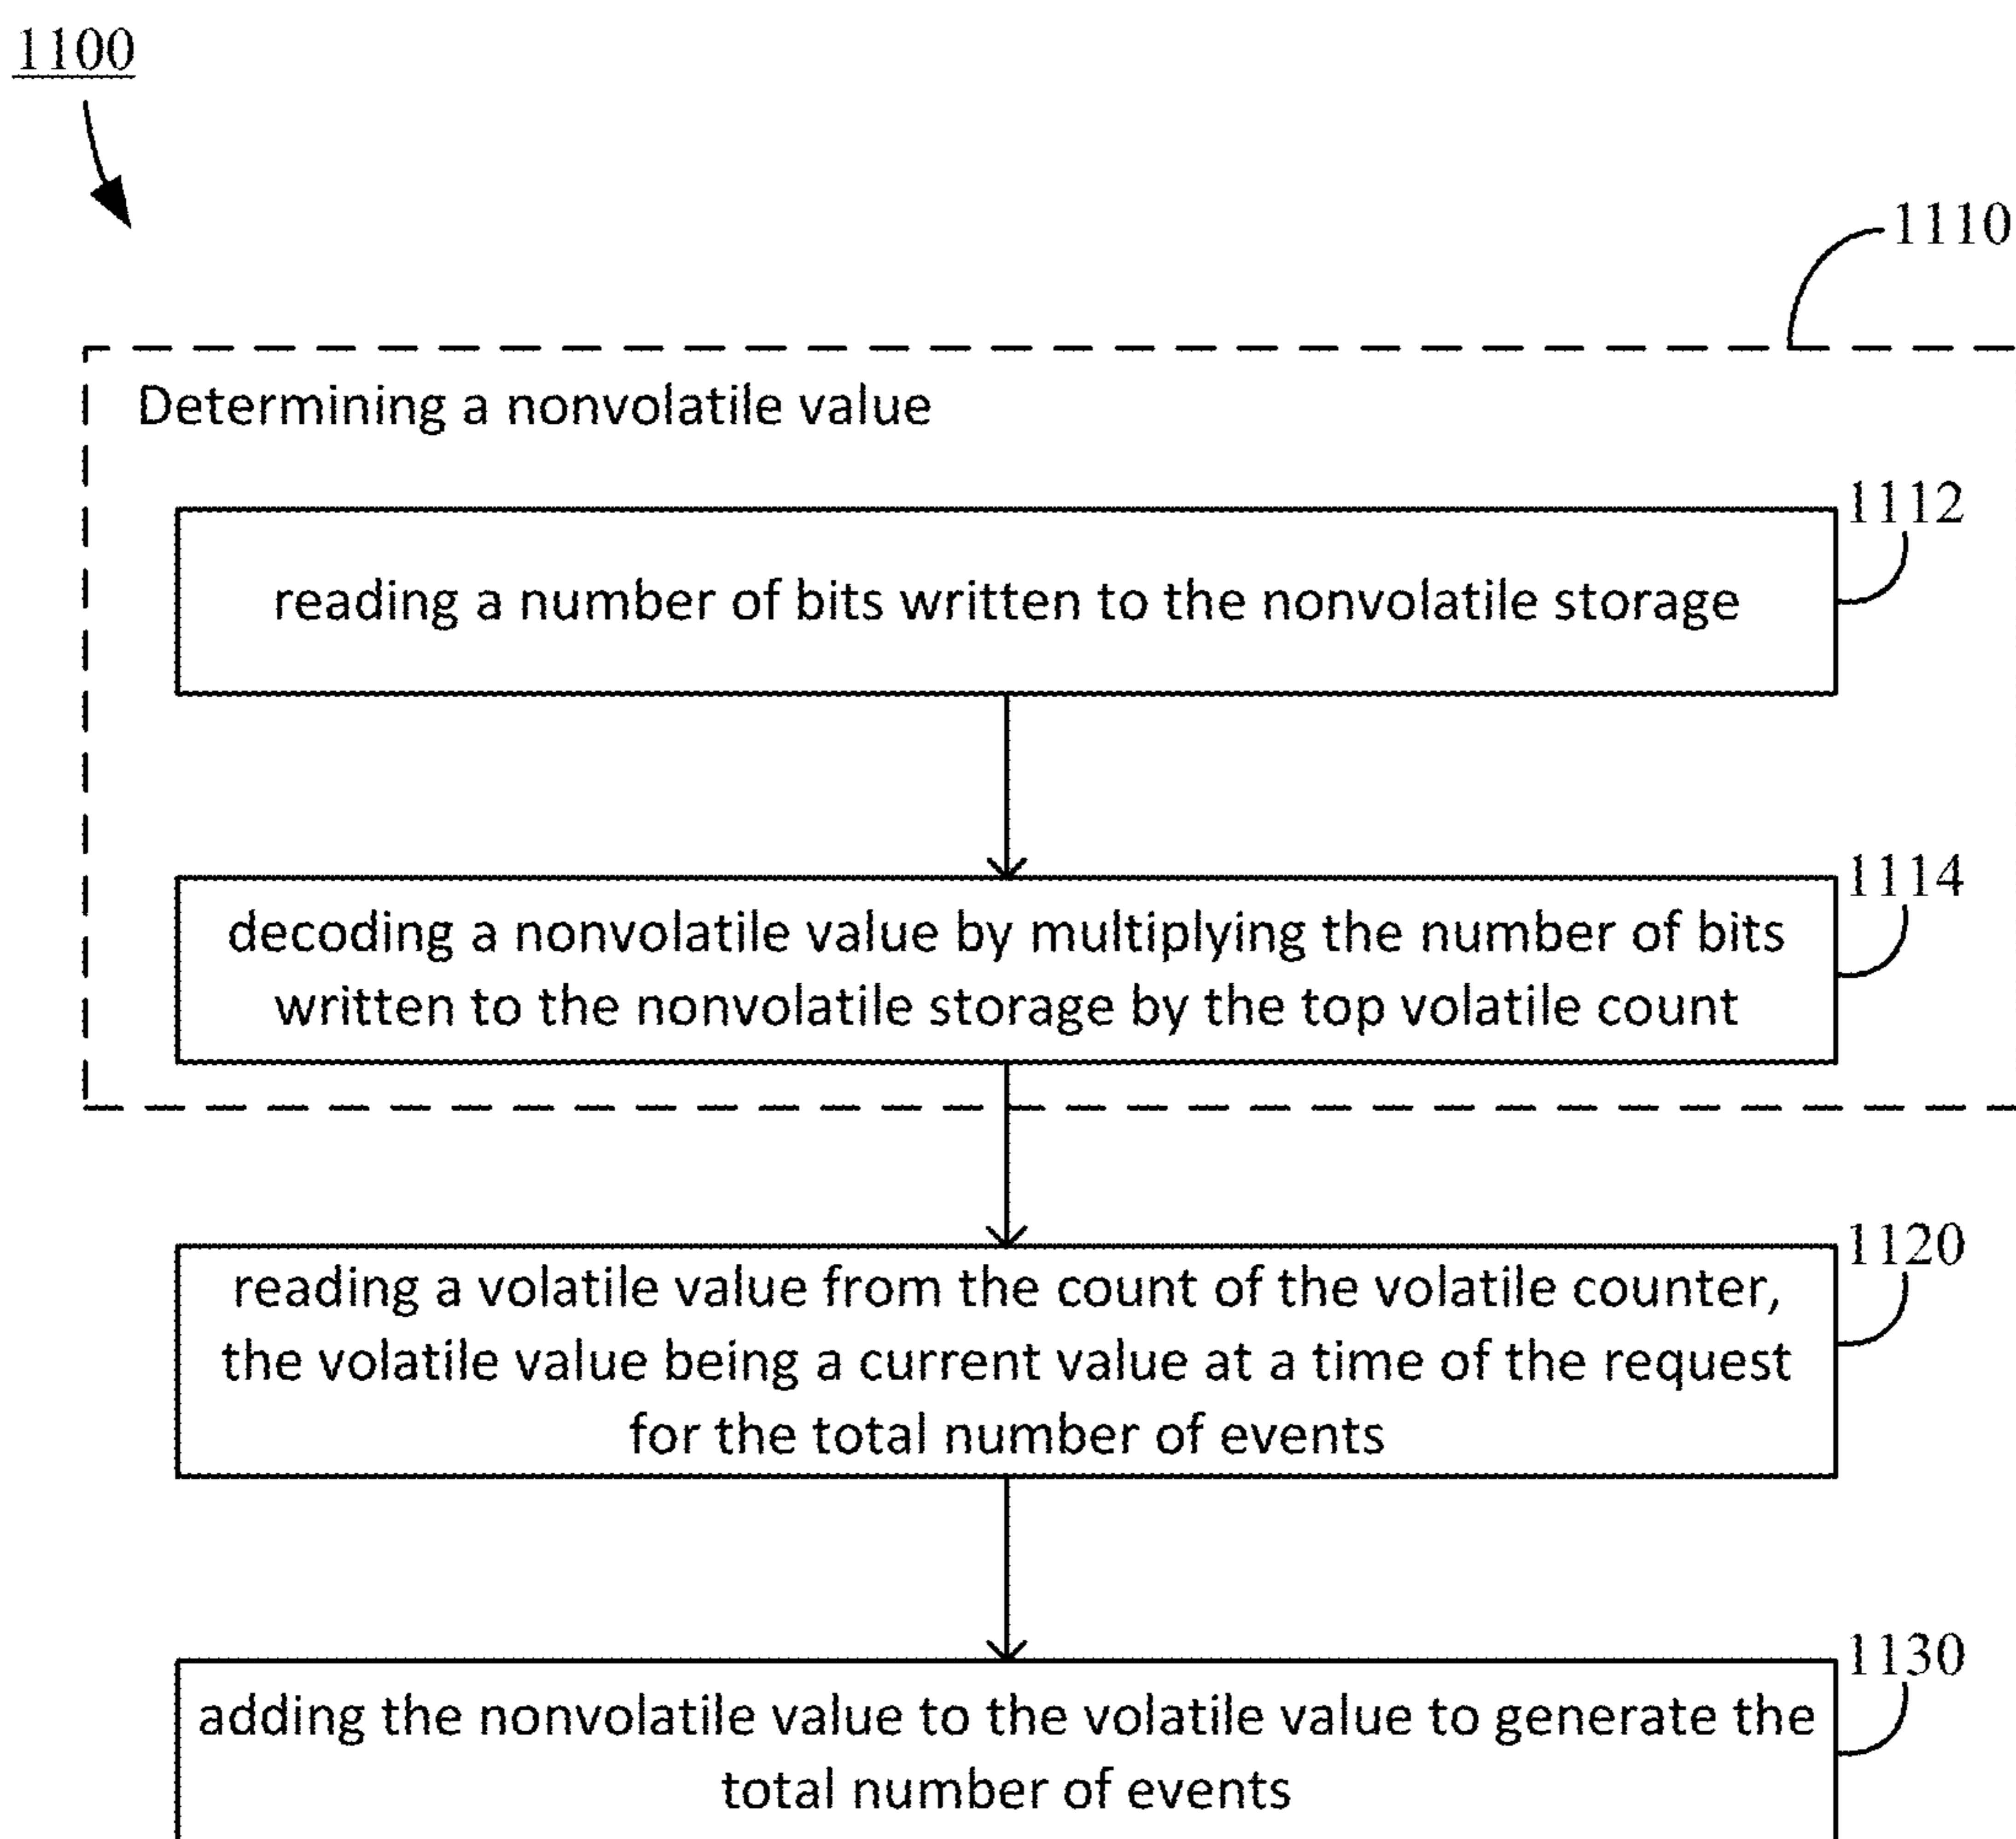 1100
1110
Determining a nonvolatile value
1112
reading a number of bits written to the nonvolatile storage
1114
decoding a nonvolatile value by multiplying the number of bits
written to the nonvolatile storage by the top volatile count
1120
reading a volatile value from the count of the volatile counter,
the volatile value being a current value at a time of the request
for the total number of events
1130
adding the nonvolatile value to the volatile value to generate the
total number of events